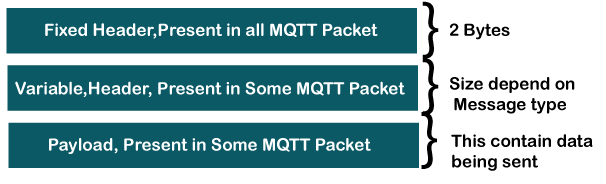 Fixed Header,Present in all MQTT Packet
2 Bytes
Variable,Header, Present in Some MQTT Packet
Size depend on
Message type
Payload, Present in Some MQTT Packet
This contain data
being sent